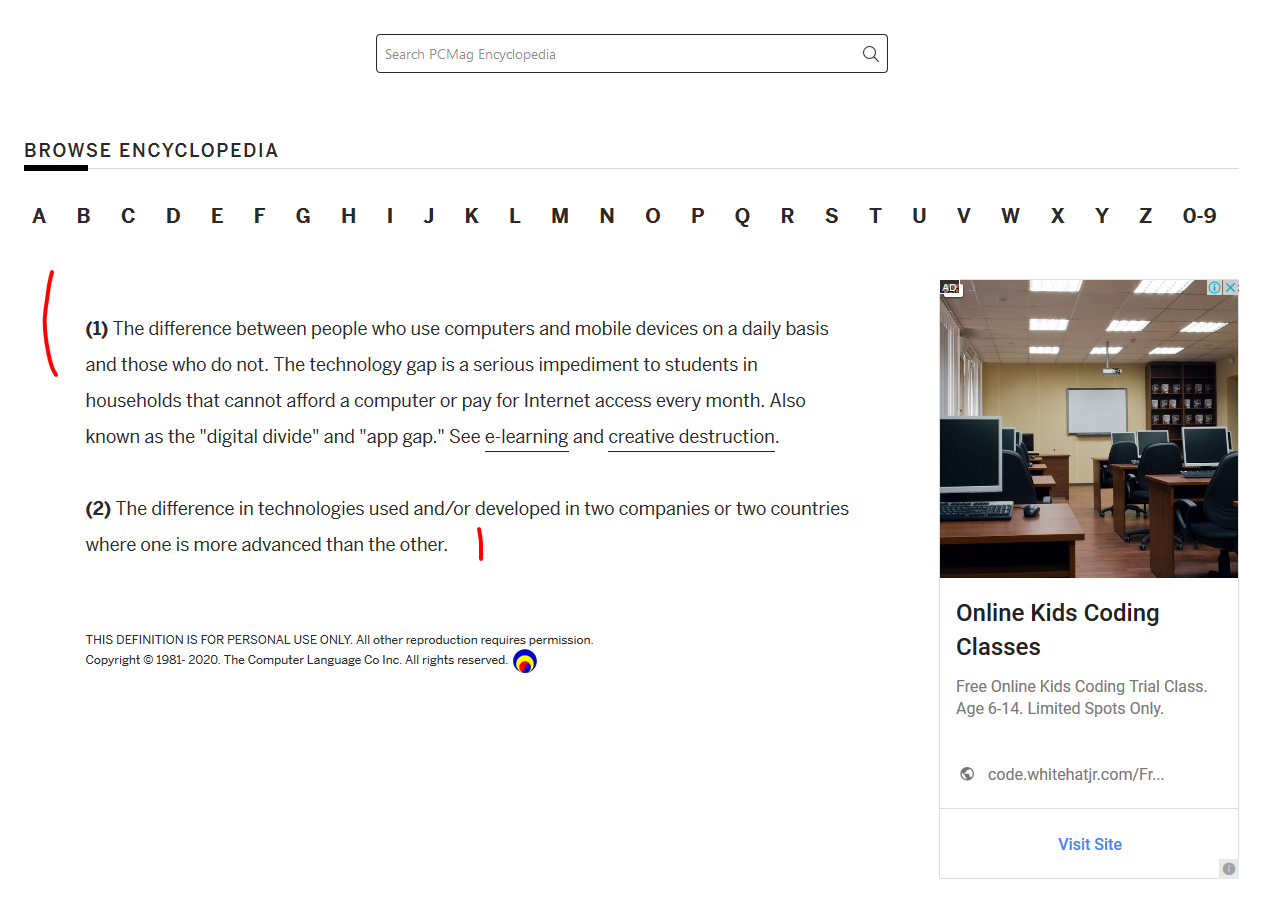 Search PCMag Encyclopedia
BROWSE ENCYCLOPEDIA
A B C D E F G H I J K L M N O P Q R S T U V W X Y Z 0-9
(1) The difference between people who use computers and mobile devices on a daily basis
and those who do not. The technology gap is a serious impediment to students in
households that cannot afford a computer or pay for Internet access every month. Also
known as the "digital divide" and "app gap." See e-learning and creative destruction.
(2) The difference in technologies used and/or developed in two companies or two countries
where one is more advanced than the other.
THIS DEFINITION IS FOR PERSONAL USE ONLY. All other reproduction requires permission.
Copyright © 1981- 2020. The Computer Language Co Inc. All rights reserved.
AD
Online Kids Coding
Classes
Free Online Kids Coding Trial Class.
Age 6-14. Limited Spots Only.
code.whitehatjr.com/Fr...
Visit Site